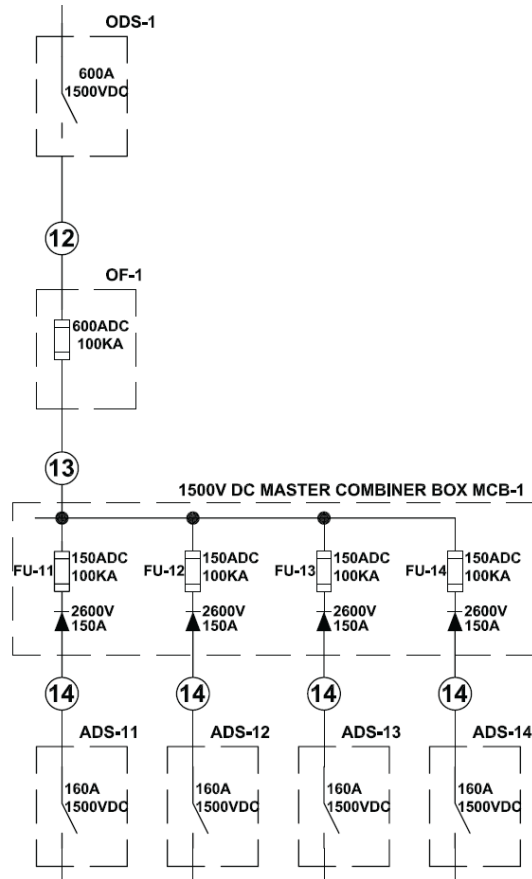 ODS-1
600A
1500VDC
12
OF-1
600ADC
100KA
13
1500V DC MASTER COMBINER BOX MCB-1
FU-11
150ADC
100KA
FU-12
150ADC
100KA
FU-13
150ADC
100KA
FU-14
150ADC
100KA
2600V
150A
2600V
150A
2600V
150A
2600V
150A
14
14
14
14
ADS-11
ADS-12
ADS-13
ADS-14
160A
1500VDC
160A
1500VDC
160A
1500VDC
160A
1500VDC